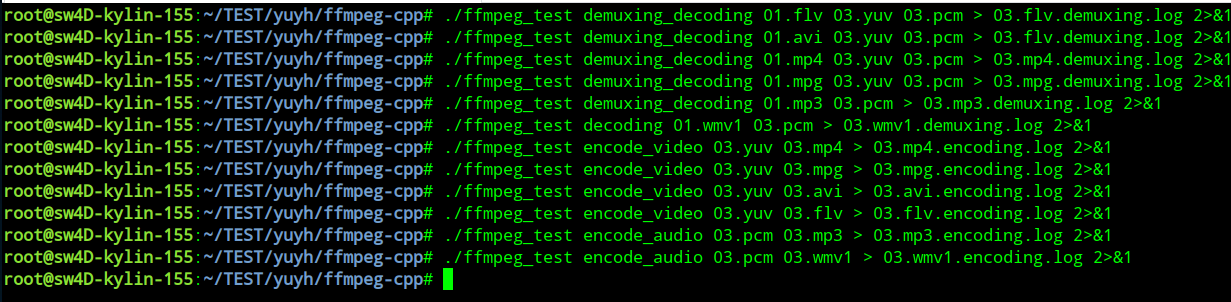 root@sw4D-kylin-155:~/TEST/yuyh/ffmpeg-cpp# ./ffmpeg_test demuxing_decoding 01.flv 03.yuv 03.pcm > 03.flv.demuxing.log 2>&1
root@sw4D-kylin-155:~/TEST/yuyh/ffmpeg-cpp# ./ffmpeg_test demuxing_decoding 01.avi 03.yuv 03.pcm > 03.flv.demuxing.log 2>&1
root@sw4D-kylin-155:~/TEST/yuyh/ffmpeg-cpp# ./ffmpeg_test demuxing_decoding 01.mp4 03.yuv 03.pcm > 03.mp4.demuxing.log 2>&1
root@sw4D-kylin-155:~/TEST/yuyh/ffmpeg-cpp# ./ffmpeg_test demuxing_decoding 01.mpg 03.yuv 03.pcm > 03.mpg.demuxing.log 2>&1
root@sw4D-kylin-155:~/TEST/yuyh/ffmpeg-cpp# ./ffmpeg_test demuxing_decoding 01.mp3 03.pcm > 03.mp3.demuxing.log 2>&1
root@sw4D-kylin-155:~/TEST/yuyh/ffmpeg-cpp# ./ffmpeg_test decoding 01.wmv1 03.pcm > 03.wmv1.demuxing.log 2>&1
root@sw4D-kylin-155:~/TEST/yuyh/ffmpeg-cpp# ./ffmpeg_test encode_video 03.yuv 03.mp4 > 03.mp4.encoding.log 2>&1
root@sw4D-kylin-155:~/TEST/yuyh/ffmpeg-cpp# ./ffmpeg_test encode_video 03.yuv 03.mpg > 03.mpg.encoding.log 2>&1
root@sw4D-kylin-155:~/TEST/yuyh/ffmpeg-cpp# ./ffmpeg_test encode_video 03.yuv 03.avi > 03.avi.encoding.log 2>&1
root@sw4D-kylin-155:~/TEST/yuyh/ffmpeg-cpp# ./ffmpeg_test encode_video 03.yuv 03.flv > 03.flv.encoding.log 2>&1
root@sw4D-kylin-155:~/TEST/yuyh/ffmpeg-cpp# ./ffmpeg_test encode_audio 03.pcm 03.mp3 > 03.mp3.encoding.log 2>&1
root@sw4D-kylin-155:~/TEST/yuyh/ffmpeg-cpp# ./ffmpeg_test encode_audio 03.pcm 03.wmv1 > 03.wmv1.encoding.log 2>&1
root@sw4D-kylin-155:~/TEST/yuyh/ffmpeg-cpp#